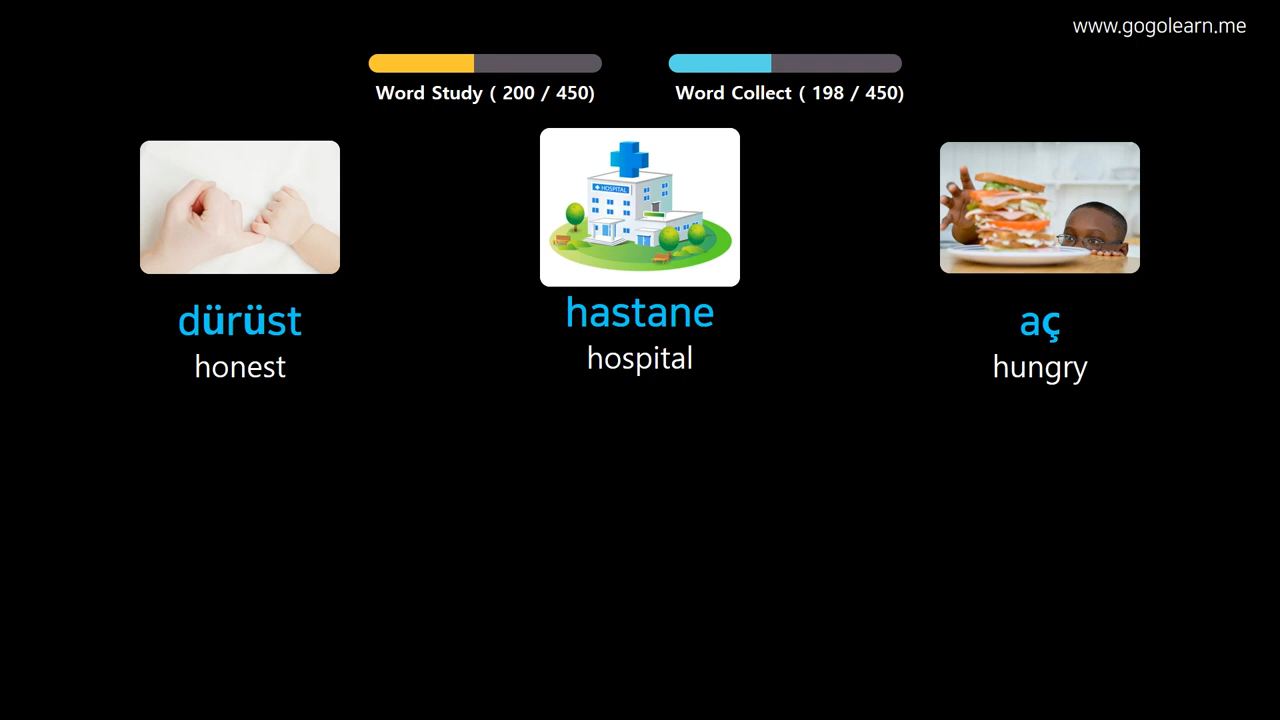 www.gogolearn.me
Word Study ( 200 / 450)
Word Collect ( 198 / 450)
HOSPITAL
dürüst
honest
hastane
hospital
aç
hungry